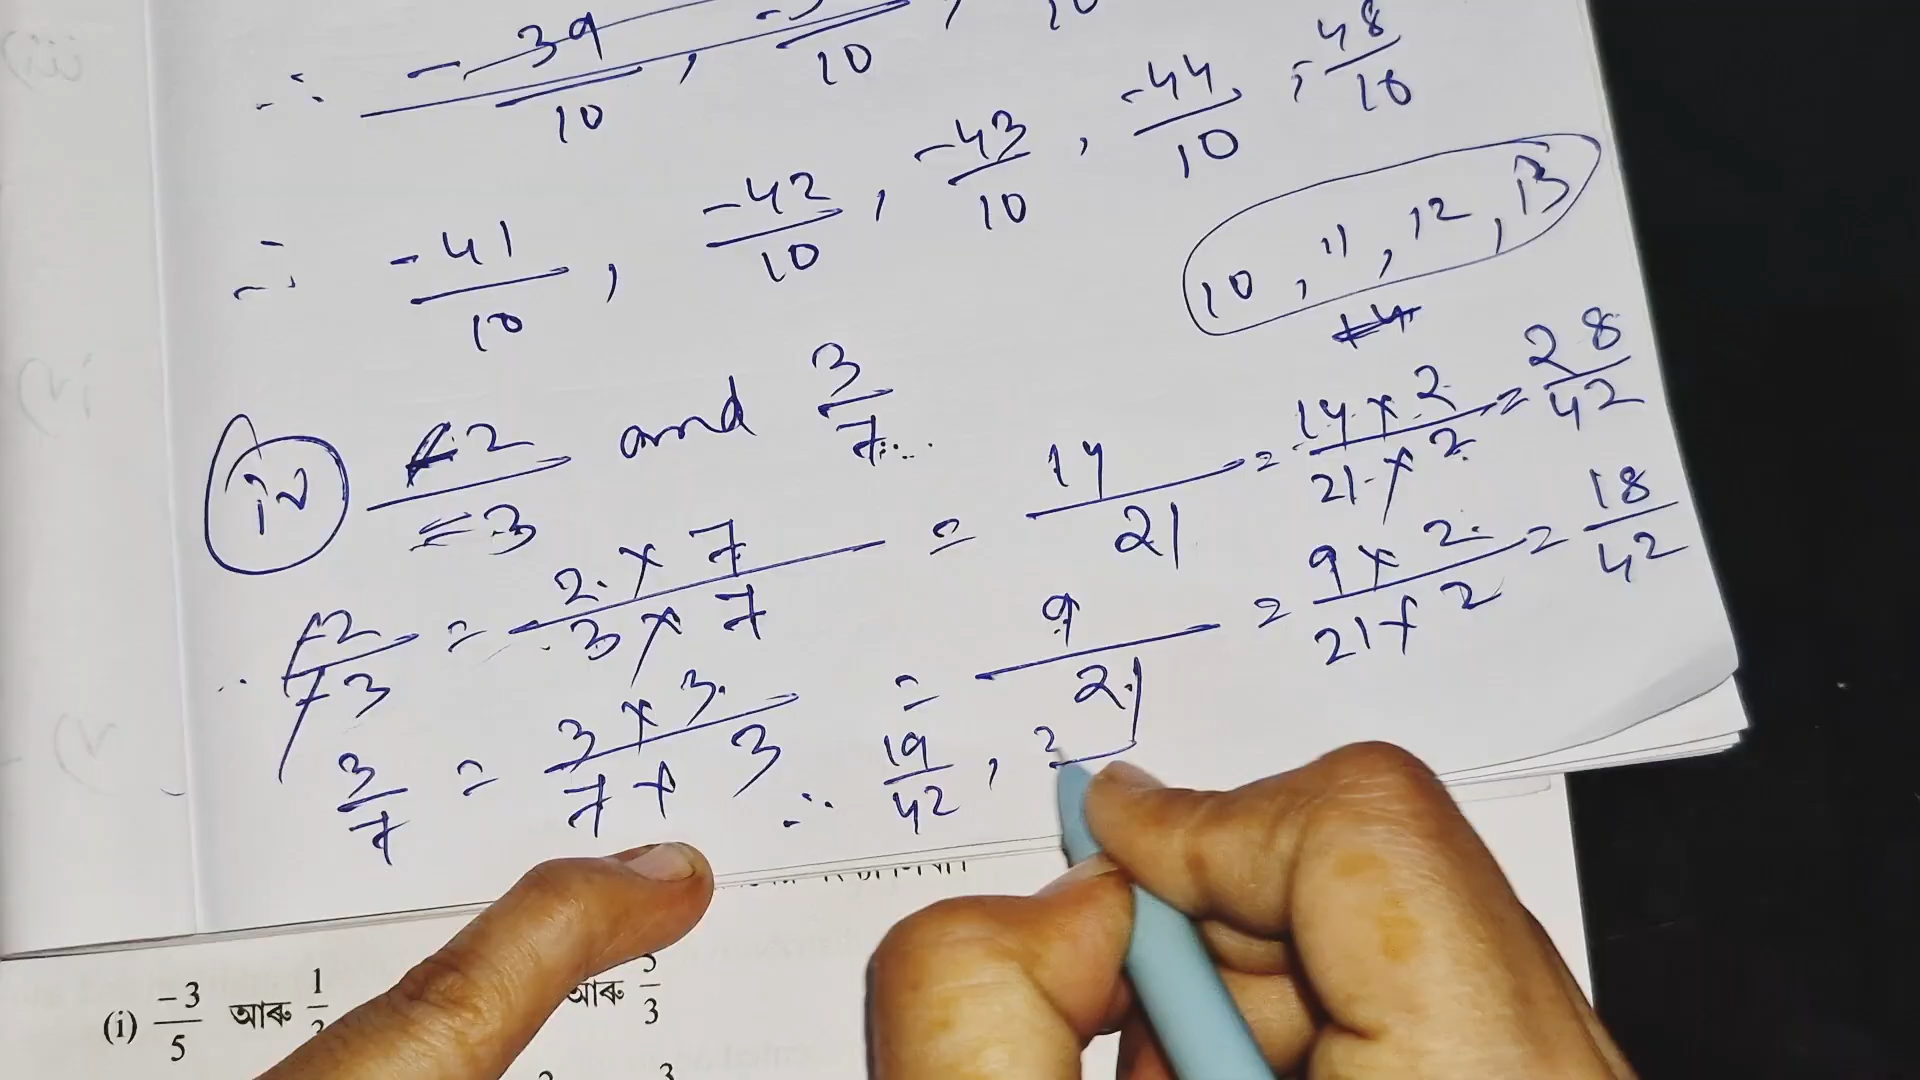 ∴ -39/10 , /10 ,
∴ -41/10 , -42/10 , -43/10 , -44/10 , -48/10
10 , 11 , 12 , 13
14
iv -2/-3 and 3/7
-2/-3 = 2 × 7 / 3 × 7 = 14/21 = 14 × 2 / 21 × 2 = 28/42
3/7 = 3 × 3 / 7 × 3 = 9/21 = 9 × 2 / 21 × 2 = 18/42
∴ 19/42 , 2
(i) -3/5 আৰু 1/ আৰু /3